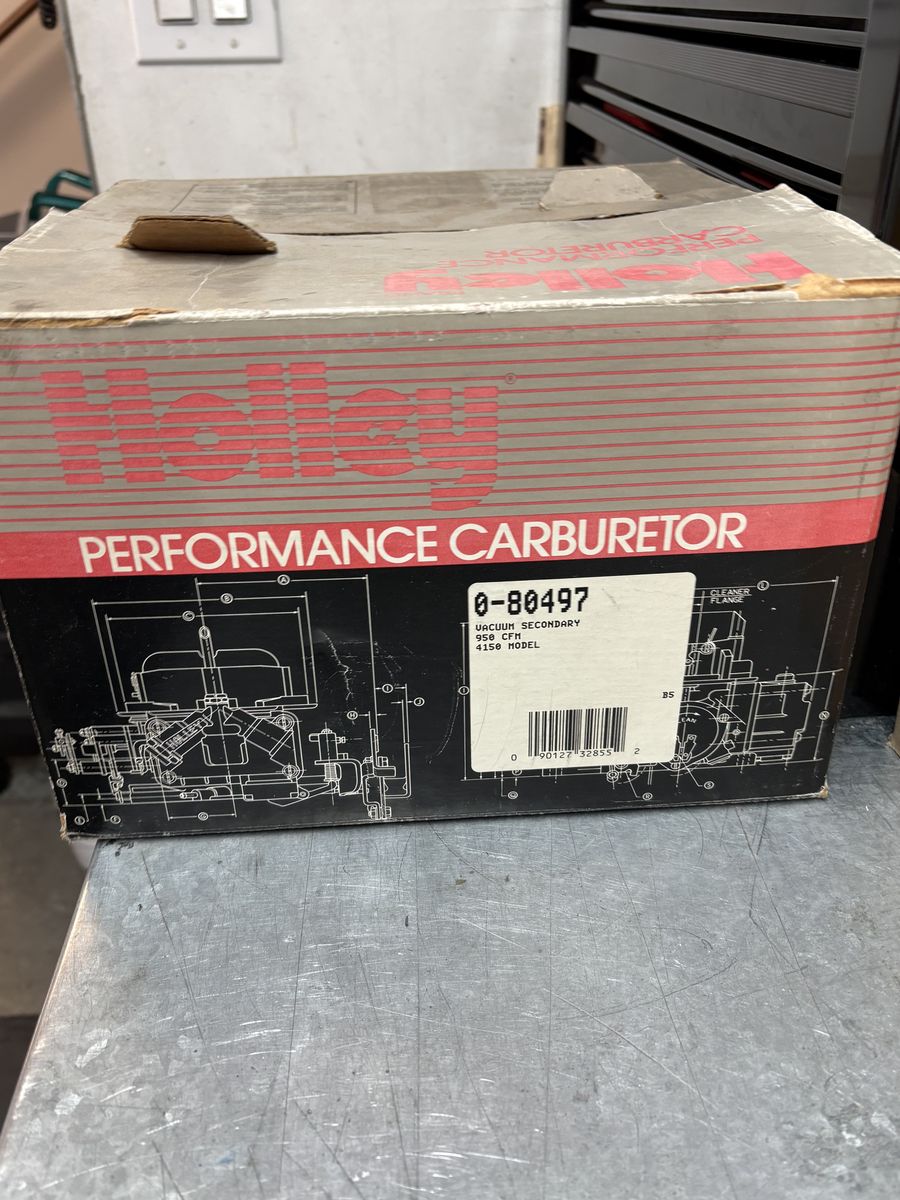 Holley
PERFORMANCE
CARBURETOR
Holley®
PERFORMANCE CARBURETOR
0-80497
VACUUM SECONDARY
950 CFM
4150 MODEL
B5
0 90127 32855 2
CLEANER
FLANGE
A
B
C
I
J
H
G
L
N
R
S